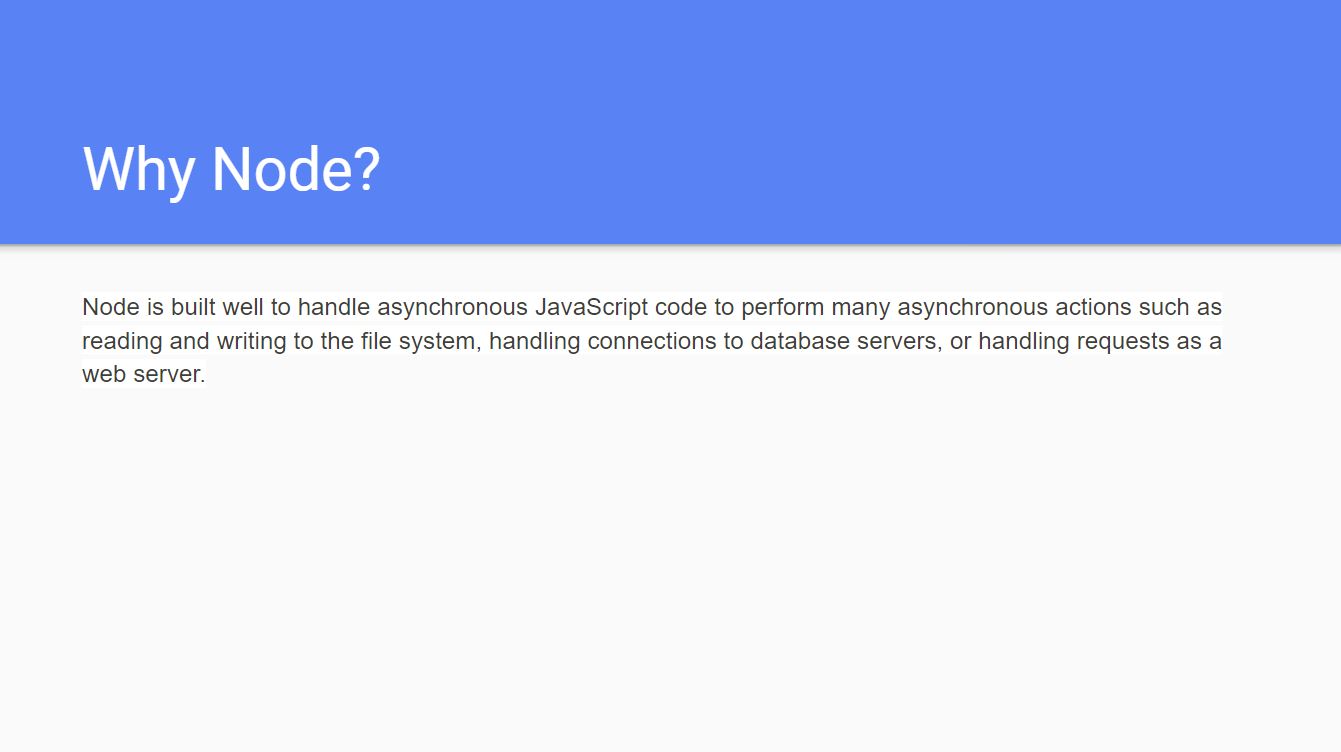 Why Node?
Node is built well to handle asynchronous JavaScript code to perform many asynchronous actions such as
reading and writing to the file system, handling connections to database servers, or handling requests as a
web server.